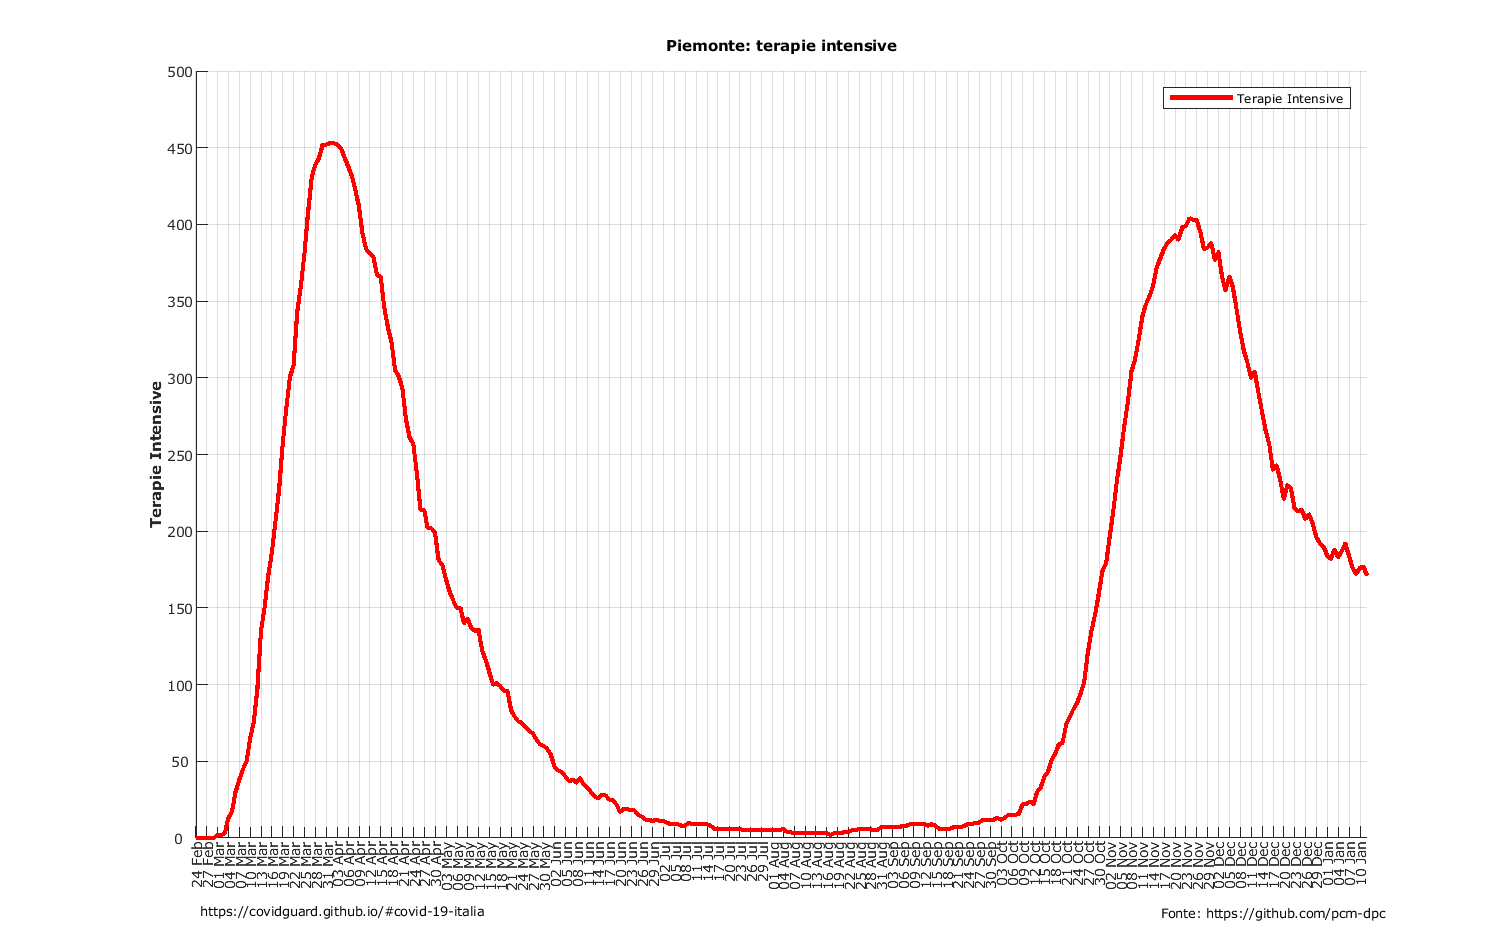 Piemonte: terapie intensive
Terapie Intensive
500
450
400
350
300
250
200
150
100
50
0
Terapie Intensive
24 Feb
27 Feb
01 Mar
04 Mar
07 Mar
10 Mar
13 Mar
16 Mar
19 Mar
22 Mar
25 Mar
28 Mar
31 Mar
03 Apr
06 Apr
09 Apr
12 Apr
15 Apr
18 Apr
21 Apr
24 Apr
27 Apr
30 Apr
03 May
06 May
09 May
12 May
15 May
18 May
21 May
24 May
27 May
30 May
02 Jun
05 Jun
08 Jun
11 Jun
14 Jun
17 Jun
20 Jun
23 Jun
26 Jun
29 Jun
02 Jul
05 Jul
08 Jul
11 Jul
14 Jul
17 Jul
20 Jul
23 Jul
26 Jul
29 Jul
01 Aug
04 Aug
07 Aug
10 Aug
13 Aug
16 Aug
19 Aug
22 Aug
25 Aug
28 Aug
31 Aug
03 Sep
06 Sep
09 Sep
12 Sep
15 Sep
18 Sep
21 Sep
24 Sep
27 Sep
30 Sep
03 Oct
06 Oct
09 Oct
12 Oct
15 Oct
18 Oct
21 Oct
24 Oct
27 Oct
30 Oct
02 Nov
05 Nov
08 Nov
11 Nov
14 Nov
17 Nov
20 Nov
23 Nov
26 Nov
29 Nov
02 Dec
05 Dec
08 Dec
11 Dec
14 Dec
17 Dec
20 Dec
23 Dec
26 Dec
29 Dec
01 Jan
04 Jan
07 Jan
10 Jan
https://covidguard.github.io/#covid-19-italia
Fonte: https://github.com/pcm-dpc